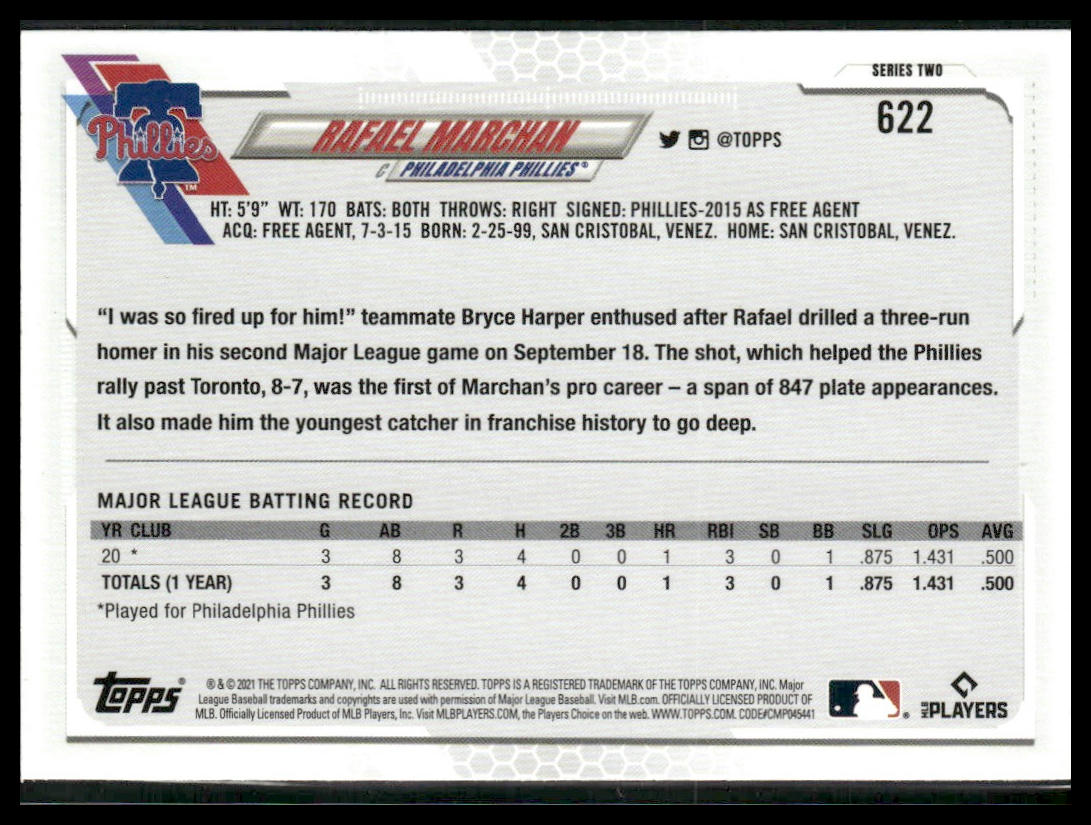 SERIES TWO
622
Phillies
TM
RAFAEL MARCHAN
@TOPPS
C PHILADELPHIA PHILLIES®
HT: 5'9" WT: 170 BATS: BOTH THROWS: RIGHT SIGNED: PHILLIES-2015 AS FREE AGENT
ACQ: FREE AGENT, 7-3-15 BORN: 2-25-99, SAN CRISTOBAL, VENEZ. HOME: SAN CRISTOBAL, VENEZ.
“I was so fired up for him!” teammate Bryce Harper enthused after Rafael drilled a three-run
homer in his second Major League game on September 18. The shot, which helped the Phillies
rally past Toronto, 8-7, was the first of Marchan’s pro career – a span of 847 plate appearances.
It also made him the youngest catcher in franchise history to go deep.
MAJOR LEAGUE BATTING RECORD
YR CLUB G AB R H 2B 3B HR RBI SB BB SLG OPS AVG
20 * 3 8 3 4 0 0 1 3 0 1 .875 1.431 .500
TOTALS (1 YEAR) 3 8 3 4 0 0 1 3 0 1 .875 1.431 .500
*Played for Philadelphia Phillies
Topps®
® & © 2021 THE TOPPS COMPANY, INC. ALL RIGHTS RESERVED. TOPPS IS A REGISTERED TRADEMARK OF THE TOPPS COMPANY, INC. Major
League Baseball trademarks and copyrights are used with permission of Major League Baseball. Visit MLB.com. OFFICIALLY LICENSED PRODUCT OF
MLB. Officially Licensed Product of MLB Players, Inc. Visit MLBPLAYERS.COM, the Players Choice on the web. WWW.TOPPS.COM. CODE#CMP045441
®
MLB PLAYERS